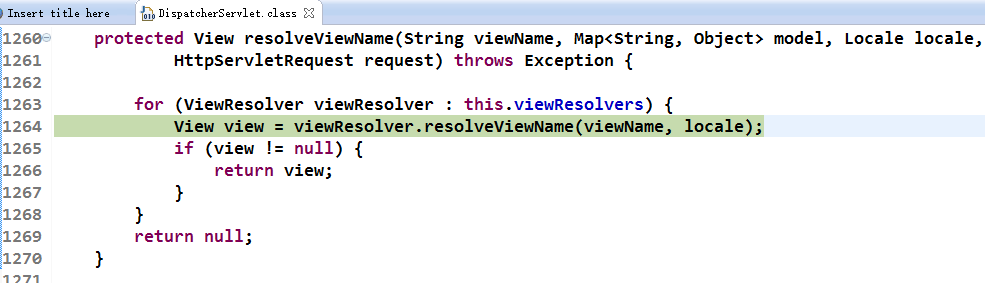 Insert title here DispatcherServlet.class
1260 protected View resolveViewName(String viewName, Map<String, Object> model, Locale locale,
1261 HttpServletRequest request) throws Exception {
1262
1263 for (ViewResolver viewResolver : this.viewResolvers) {
1264 View view = viewResolver.resolveViewName(viewName, locale);
1265 if (view != null) {
1266 return view;
1267 }
1268 }
1269 return null;
1270 }
1271